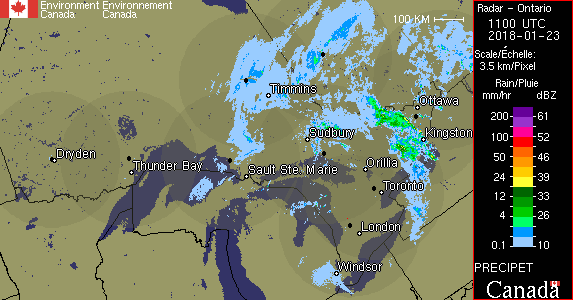 Environment Environnement
Canada Canada
100 KM
Timmins
Ottawa
Sudbury
Kingston
Dryden
Thunder Bay
Sault Ste. Marie
Orillia
Toronto
London
Windsor
Radar - Ontario
1100 UTC
2018-01-23
Scale/Échelle:
3.5 km/Pixel
Rain/Pluie
mm/hr dBZ
200 61
100 52
50 46
24 39
12 33
4 26
0.1 10
PRECIPET
Canada